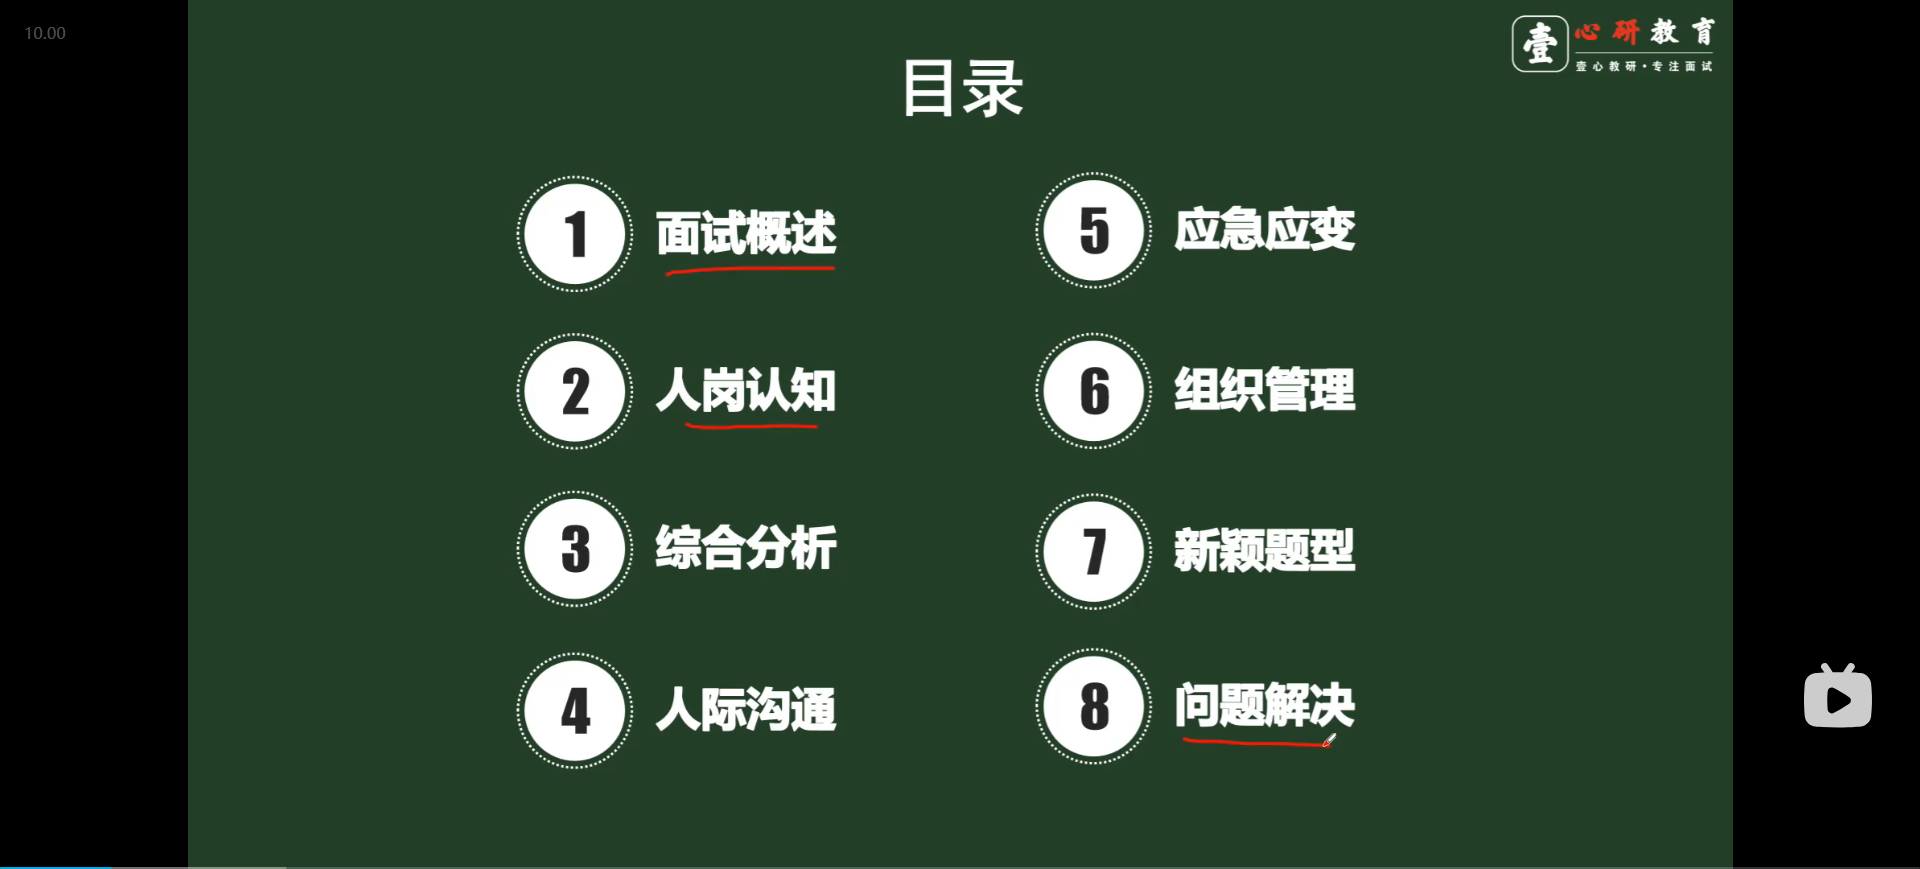 10.00
壹 心研教育
壹心教研·专注面试
目录
1 面试概述
2 人岗认知
3 综合分析
4 人际沟通
5 应急应变
6 组织管理
7 新颖题型
8 问题解决